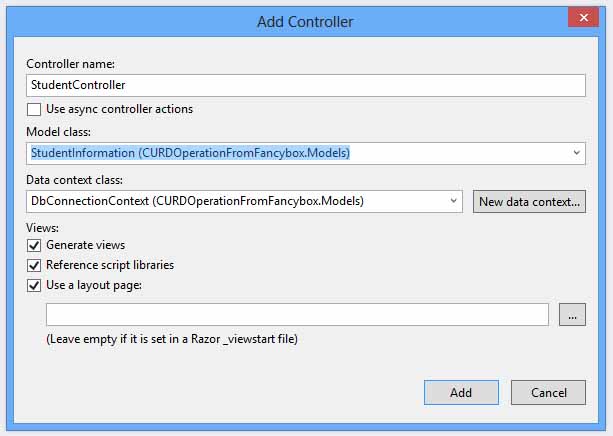 Add Controller
Controller name:
StudentController
Use async controller actions
Model class:
StudentInformation (CURDOperationFromFancybox.Models)
Data context class:
DbConnectionContext (CURDOperationFromFancybox.Models)
New data context...
Views:
Generate views
Reference script libraries
Use a layout page:
...
(Leave empty if it is set in a Razor _viewstart file)
Add
Cancel